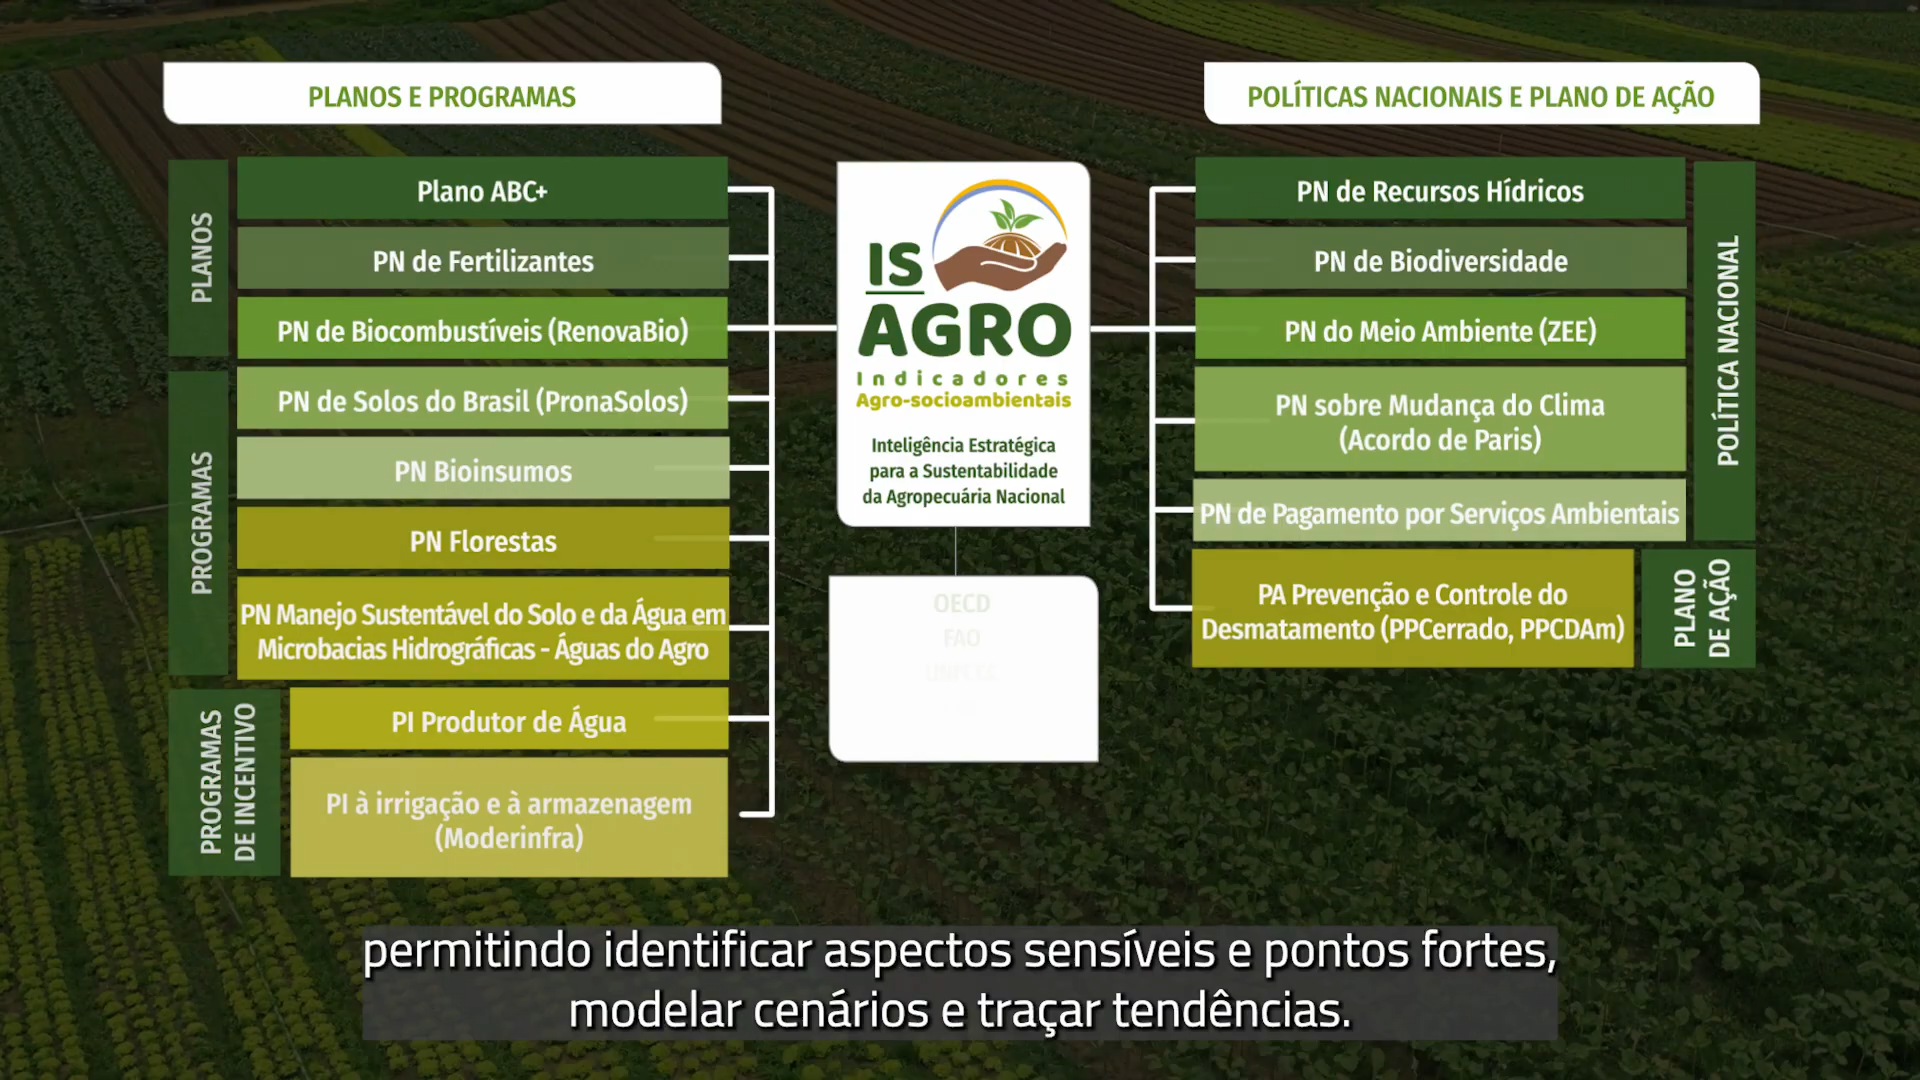 PLANOS E PROGRAMAS
PLANOS
Plano ABC+
PN de Fertilizantes
PN de Biocombustíveis (RenovaBio)
PROGRAMAS
PN de Solos do Brasil (PronaSolos)
PN Bioinsumos
PN Florestas
PN Manejo Sustentável do Solo e da Água em
Microbacias Hidrográficas - Águas do Agro
PROGRAMAS
DE INCENTIVO
PI Produtor de Água
PI à irrigação e à armazenagem
(Moderinfra)
IS
AGRO
Indicadores
Agro-socioambientais
Inteligência Estratégica
para a Sustentabilidade
da Agropecuária Nacional
OECD
FAO
POLÍTICAS NACIONAIS E PLANO DE AÇÃO
PN de Recursos Hídricos
PN de Biodiversidade
PN do Meio Ambiente (ZEE)
PN sobre Mudança do Clima
(Acordo de Paris)
PN de Pagamento por Serviços Ambientais
POLÍTICA NACIONAL
PA Prevenção e Controle do
Desmatamento (PPCerrado, PPCDAm)
PLANO
DE AÇÃO
permitindo identificar aspectos sensíveis e pontos fortes,
modelar cenários e traçar tendências.